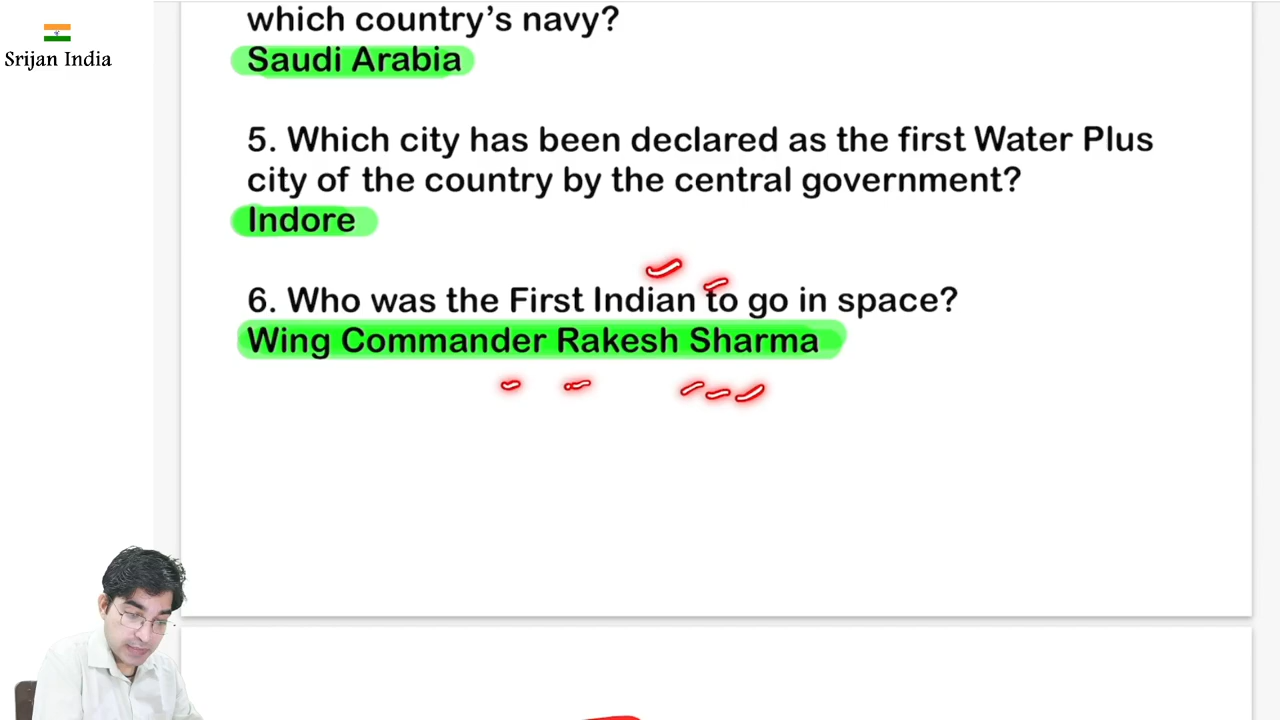 Srijan India
which country's navy?
Saudi Arabia
5. Which city has been declared as the first Water Plus
city of the country by the central government?
Indore
6. Who was the First Indian to go in space?
Wing Commander Rakesh Sharma